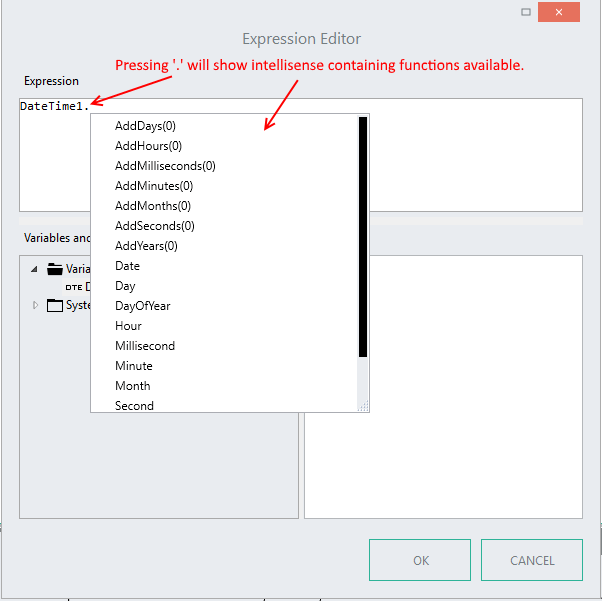 Expression Editor
Pressing '.' will show intellisense containing functions available.
Expression
DateTime1.
AddDays(0)
AddHours(0)
AddMilliseconds(0)
AddMinutes(0)
AddMonths(0)
AddSeconds(0)
AddYears(0)
Date
Day
DayOfYear
Hour
Millisecond
Minute
Month
Second
Variables and
Varia
DTE D
Syste
OK
CANCEL